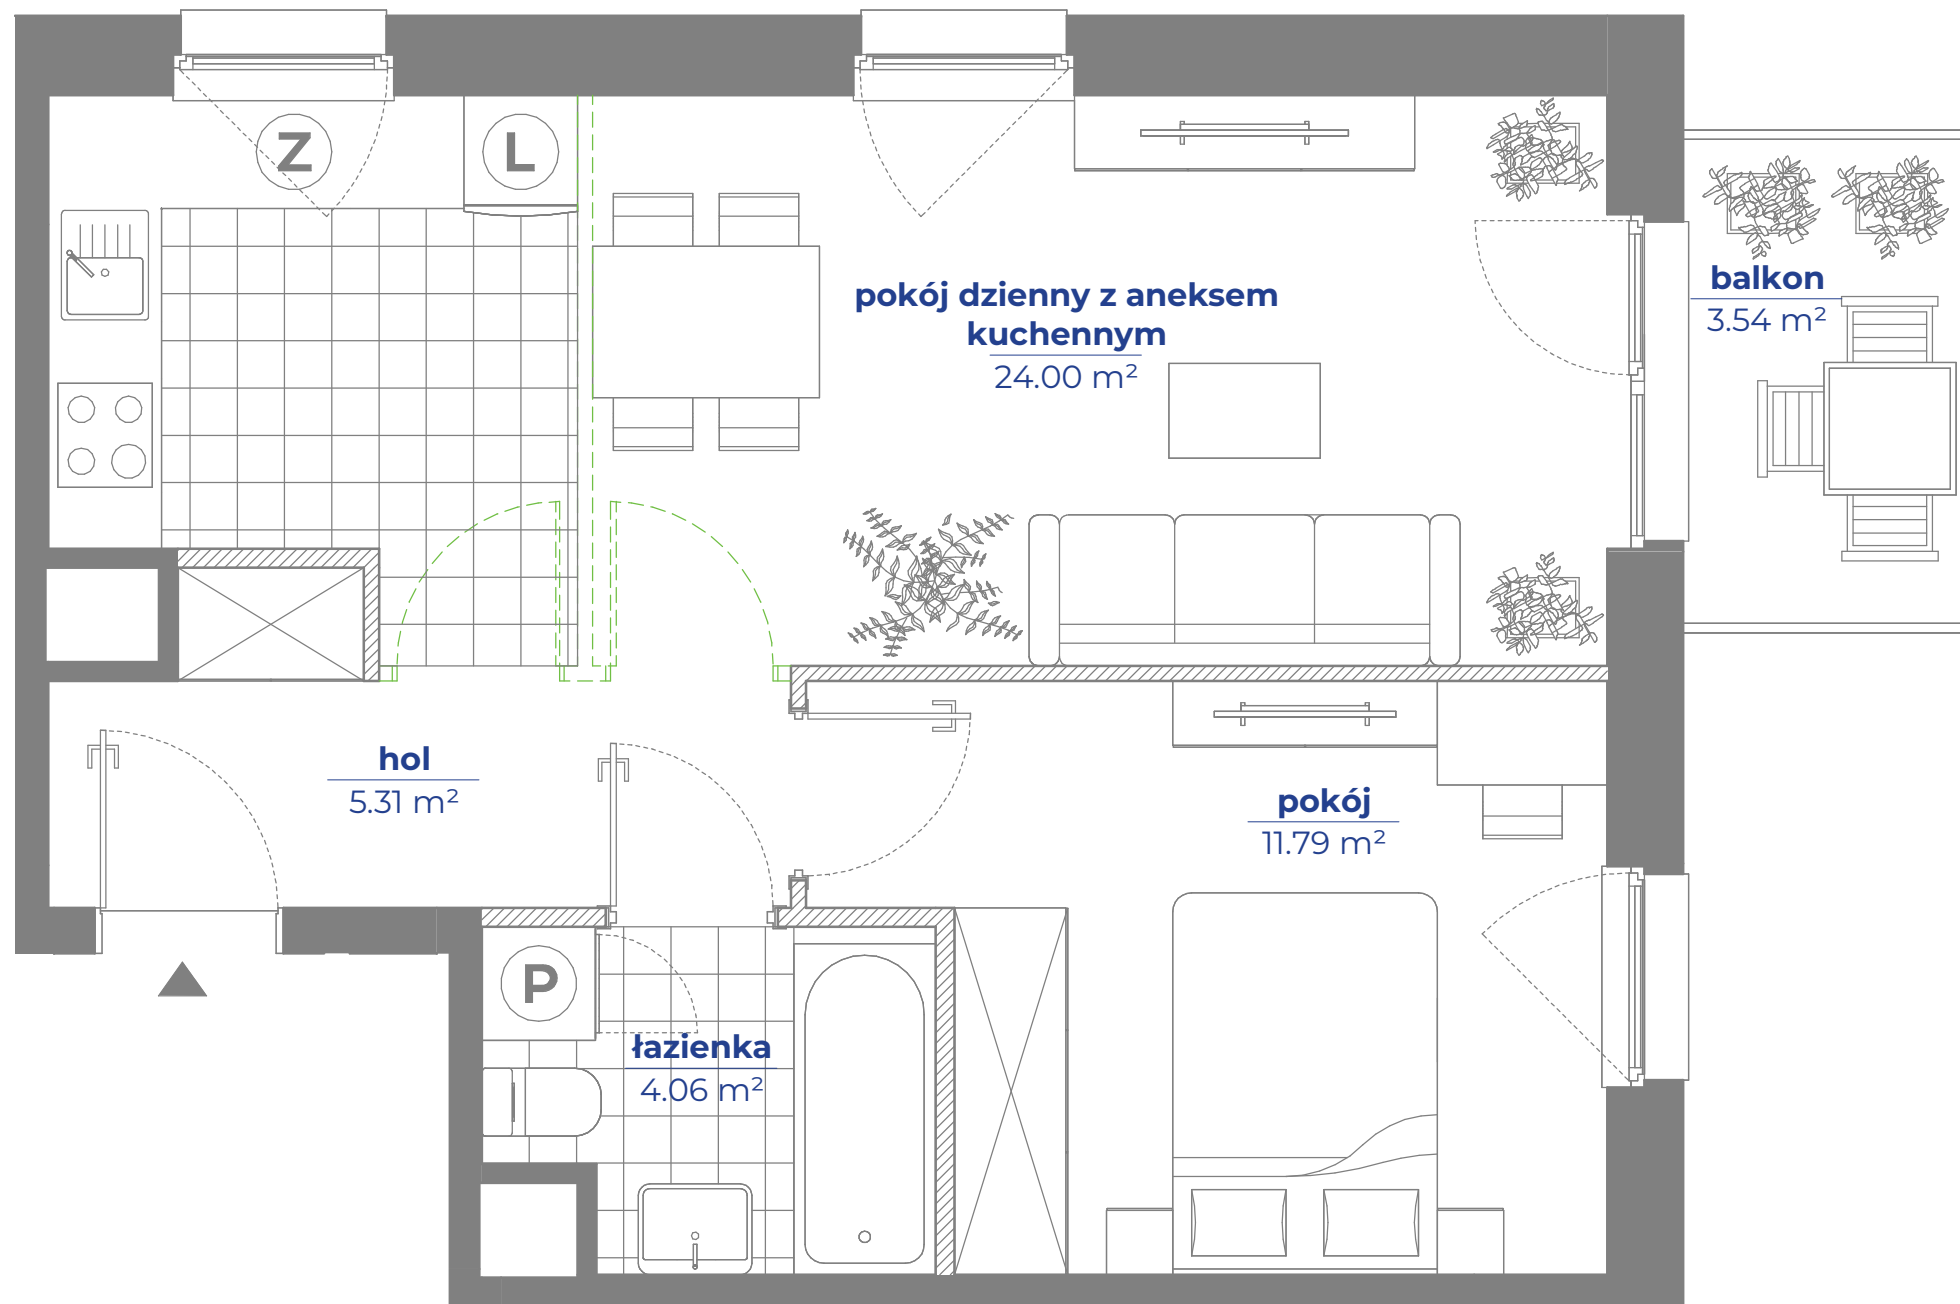 Z
L
pokój dzienny z aneksem
kuchennym
24.00 m²
balkon
3.54 m²
hol
5.31 m²
pokój
11.79 m²
P
łazienka
4.06 m²